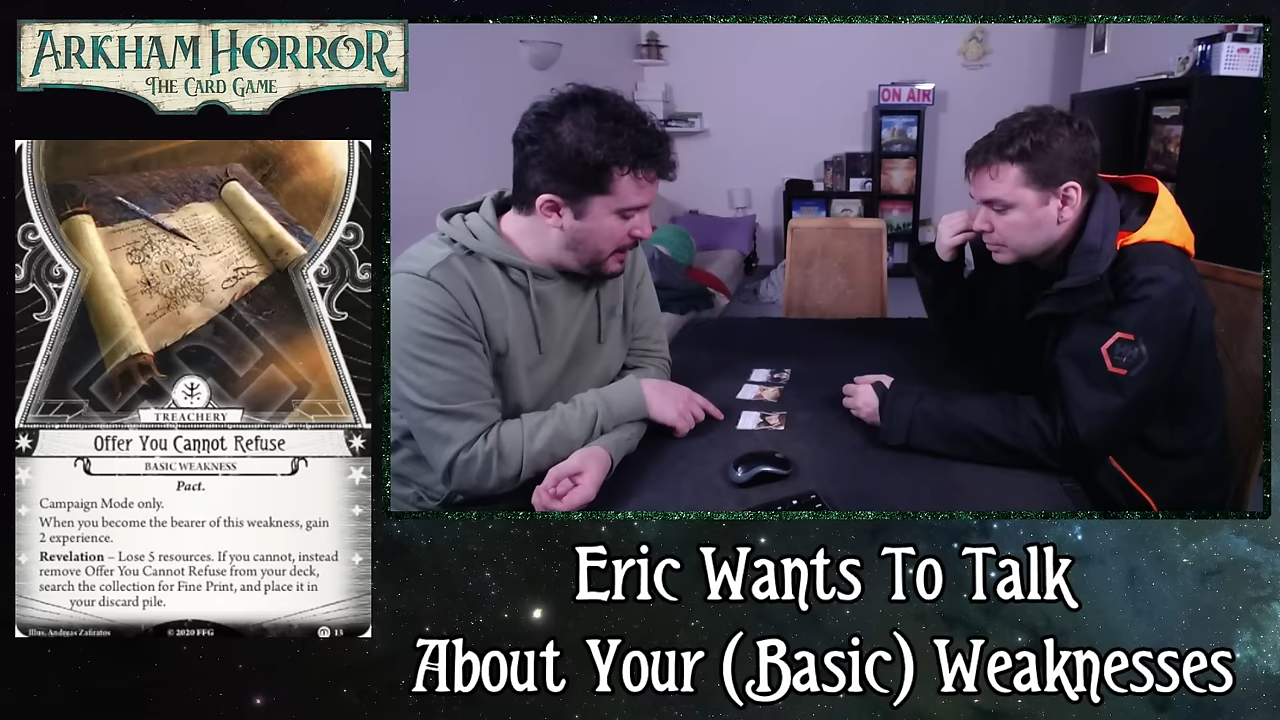 ARKHAM HORROR
THE CARD GAME
ON AIR
TREACHERY
Offer You Cannot Refuse
BASIC WEAKNESS
Pact.
Campaign Mode only.
When you become the bearer of this weakness, gain
2 experience.
Revelation – Lose 5 resources. If you cannot, instead
remove Offer You Cannot Refuse from your deck,
search the collection for Fine Print, and place it in
your discard pile.
Illus. Andreas Zafiratos
© 2020 FFG
13
Eric Wants To Talk
About Your (Basic) Weaknesses